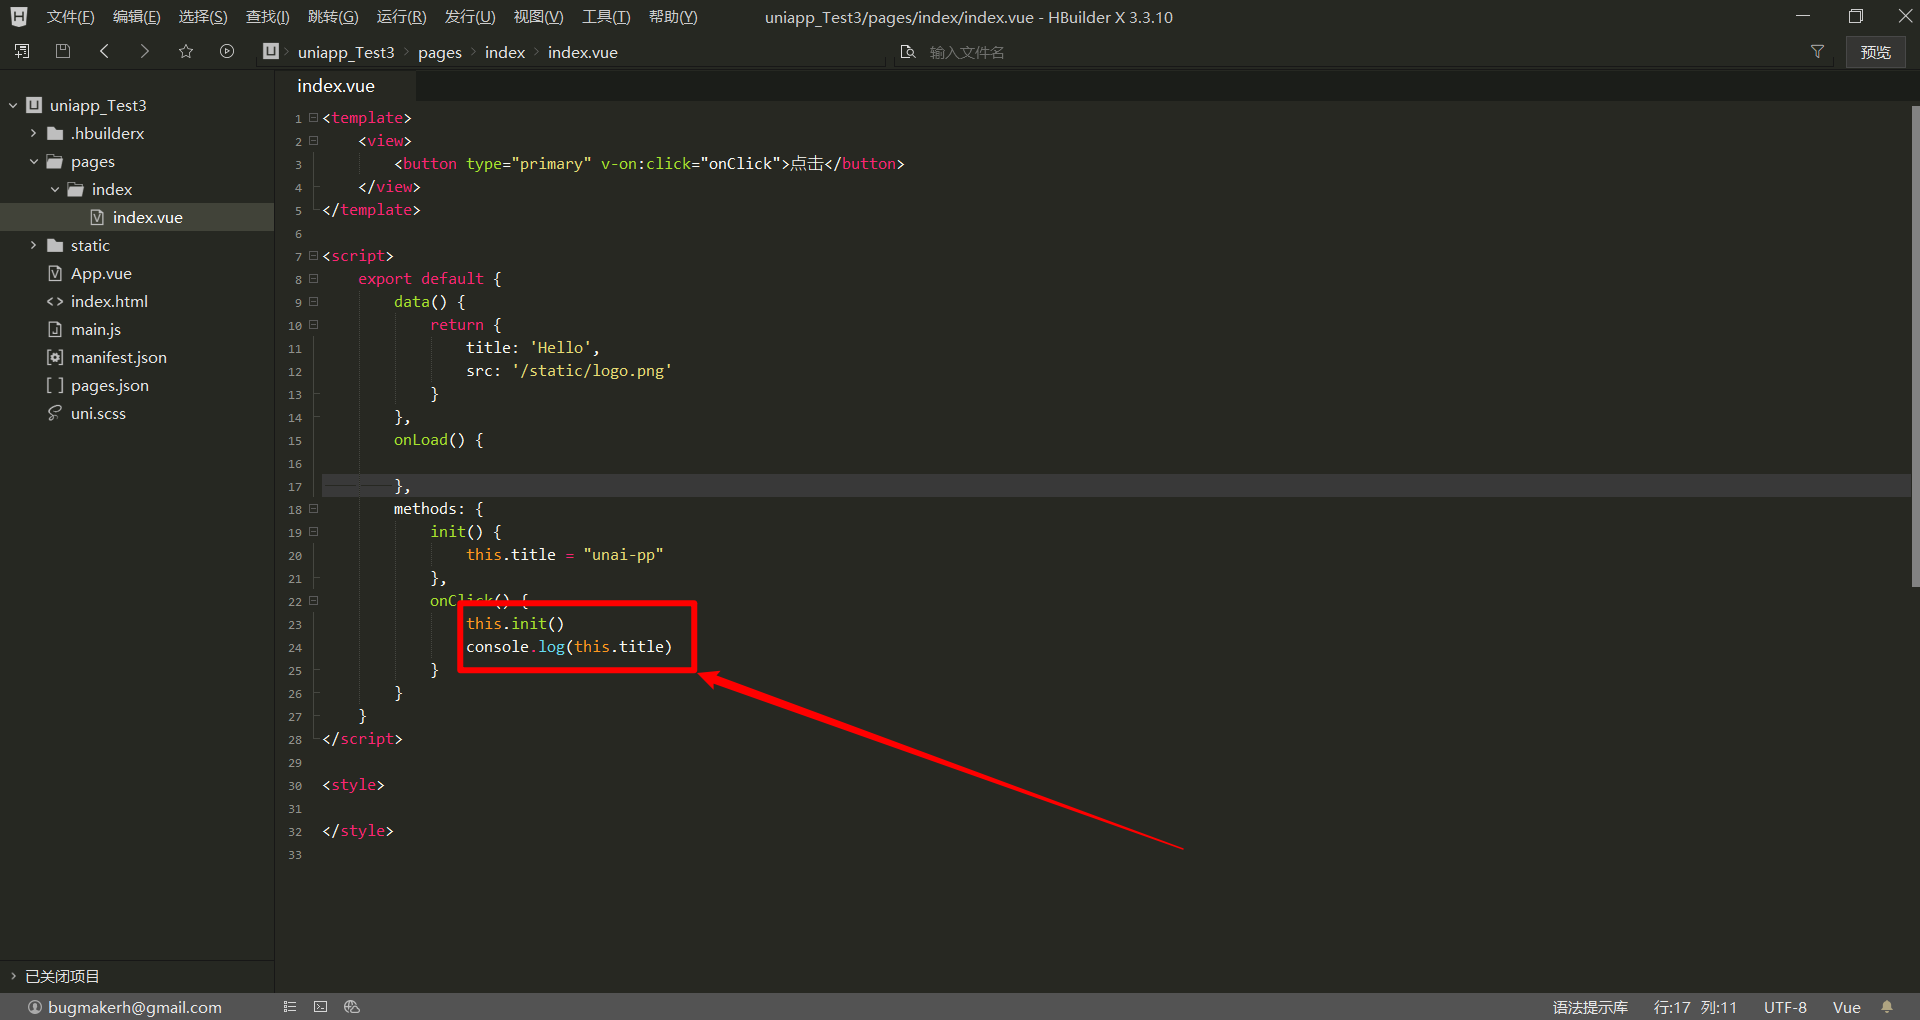 文件(F) 编辑(E) 选择(S) 查找(I) 跳转(G) 运行(R) 发行(U) 视图(V) 工具(T) 帮助(Y) uniapp_Test3/pages/index/index.vue - HBuilder X 3.3.10
uniapp_Test3 pages index index.vue 输入文件名 预览
index.vue
uniapp_Test3
.hbuilderx
pages
index
index.vue
static
App.vue
index.html
main.js
manifest.json
pages.json
uni.scss
1 <template>
2 <view>
3 <button type="primary" v-on:click="onClick">点击</button>
4 </view>
5 </template>
6
7 <script>
8 export default {
9 data() {
10 return {
11 title: 'Hello',
12 src: '/static/logo.png'
13 }
14 },
15 onLoad() {
16
17 },
18 methods: {
19 init() {
20 this.title = "unai-pp"
21 },
22 onClick() {
23 this.init()
24 console.log(this.title)
25 }
26 }
27 }
28 </script>
29
30 <style>
31
32 </style>
33
已关闭项目
bugmakerh@gmail.com 语法提示库 行:17 列:11 UTF-8 Vue